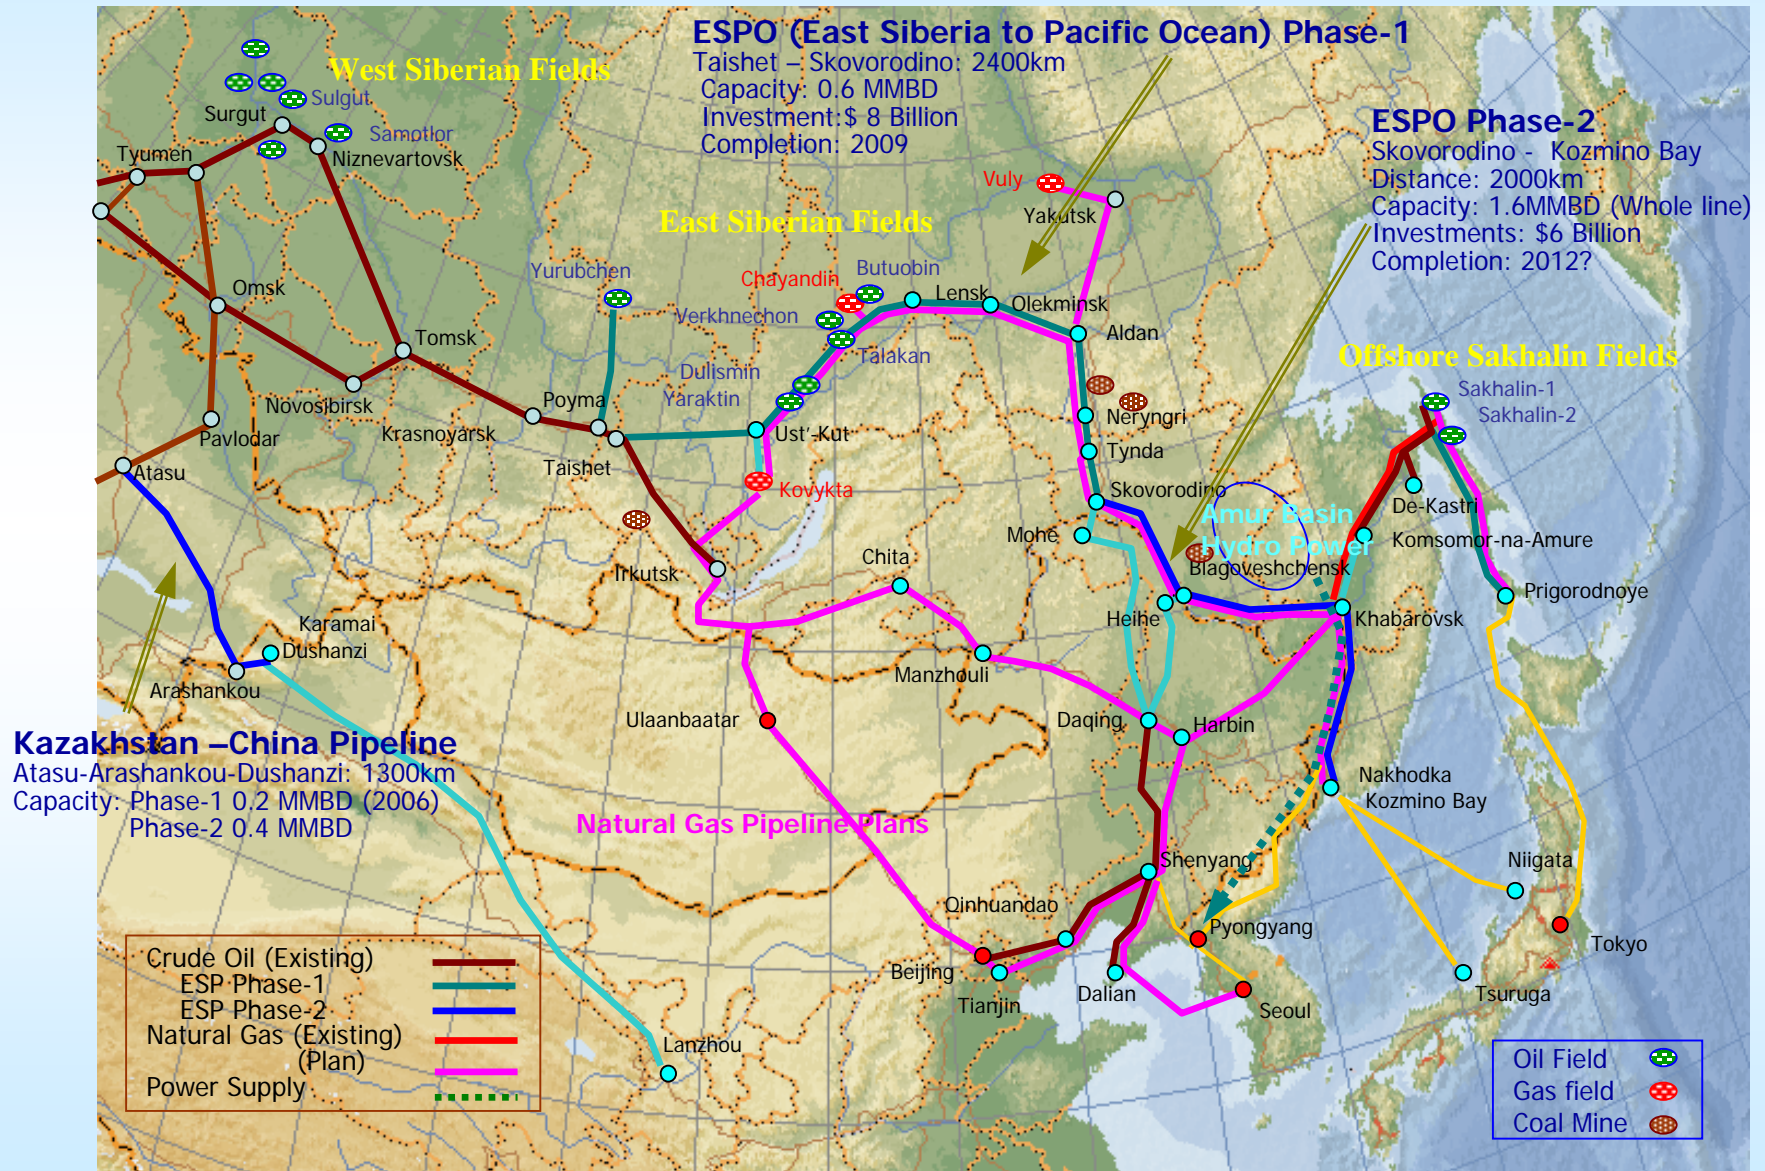 ESPO (East Siberia to Pacific Ocean) Phase-1
Taishet – Skovorodino: 2400km
Capacity: 0.6 MMBD
Investment:$ 8 Billion
Completion: 2009
ESPO Phase-2
Skovorodino - Kozmino Bay
Distance: 2000km
Capacity: 1.6MMBD (Whole line)
Investments: $6 Billion
Completion: 2012?
West Siberian Fields
Sulgut
Surgut
Samotlor
Niznevartovsk
Tyumen
Vuly
Yakutsk
East Siberian Fields
Yurubchen
Chayandin
Butuobin
Lensk
Olekminsk
Omsk
Verkhnechon
Aldan
Tomsk
Talakan
Offshore Sakhalin Fields
Dulismin
Sakhalin-1
Yaraktin
Sakhalin-2
Novosibirsk
Poyma
Neryngri
Pavlodar
Krasnoyarsk
Ust'-Kut
Tynda
Atasu
Taishet
Kovykta
Skovorodino
De-Kastri
Amur Basin
Hydro Power
Mohe
Komsomor-na-Amure
Chita
Irkutsk
Blagoveshchensk
Prigorodnoye
Heihe
Khabarovsk
Karamai
Dushanzi
Arashankou
Manzhouli
Ulaanbaatar
Daqing
Harbin
Kazakhstan –China Pipeline
Atasu-Arashankou-Dushanzi: 1300km
Capacity: Phase-1 0.2 MMBD (2006)
Phase-2 0.4 MMBD
Nakhodka
Kozmino Bay
Natural Gas Pipeline Plans
Shenyang
Niigata
Qinhuandao
Pyongyang
Tokyo
Beijing
Tianjin
Dalian
Seoul
Tsuruga
Lanzhou
Crude Oil (Existing)
ESP Phase-1
ESP Phase-2
Natural Gas (Existing)
(Plan)
Power Supply
Oil Field
Gas field
Coal Mine